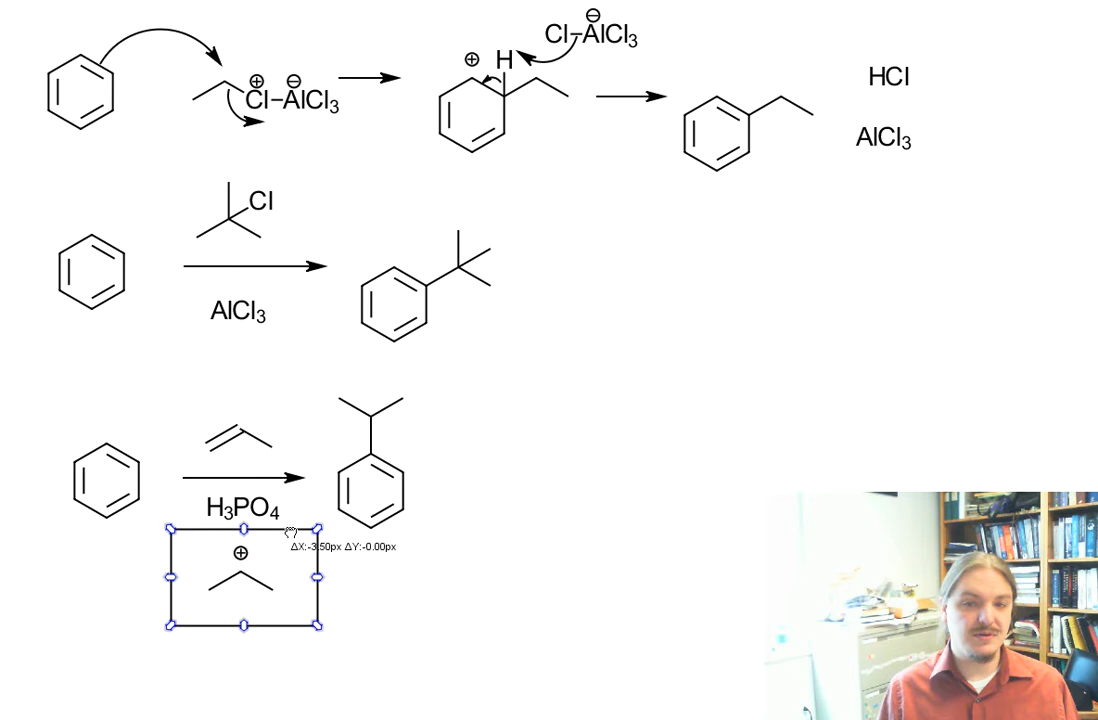 ⊕ ⊖
Cl–AlCl₃
⊕
H
⊖
Cl–AlCl₃
HCl
AlCl₃
Cl
AlCl₃
H₃PO₄
⊕
ΔX:-3.50px ΔY:-0.00px